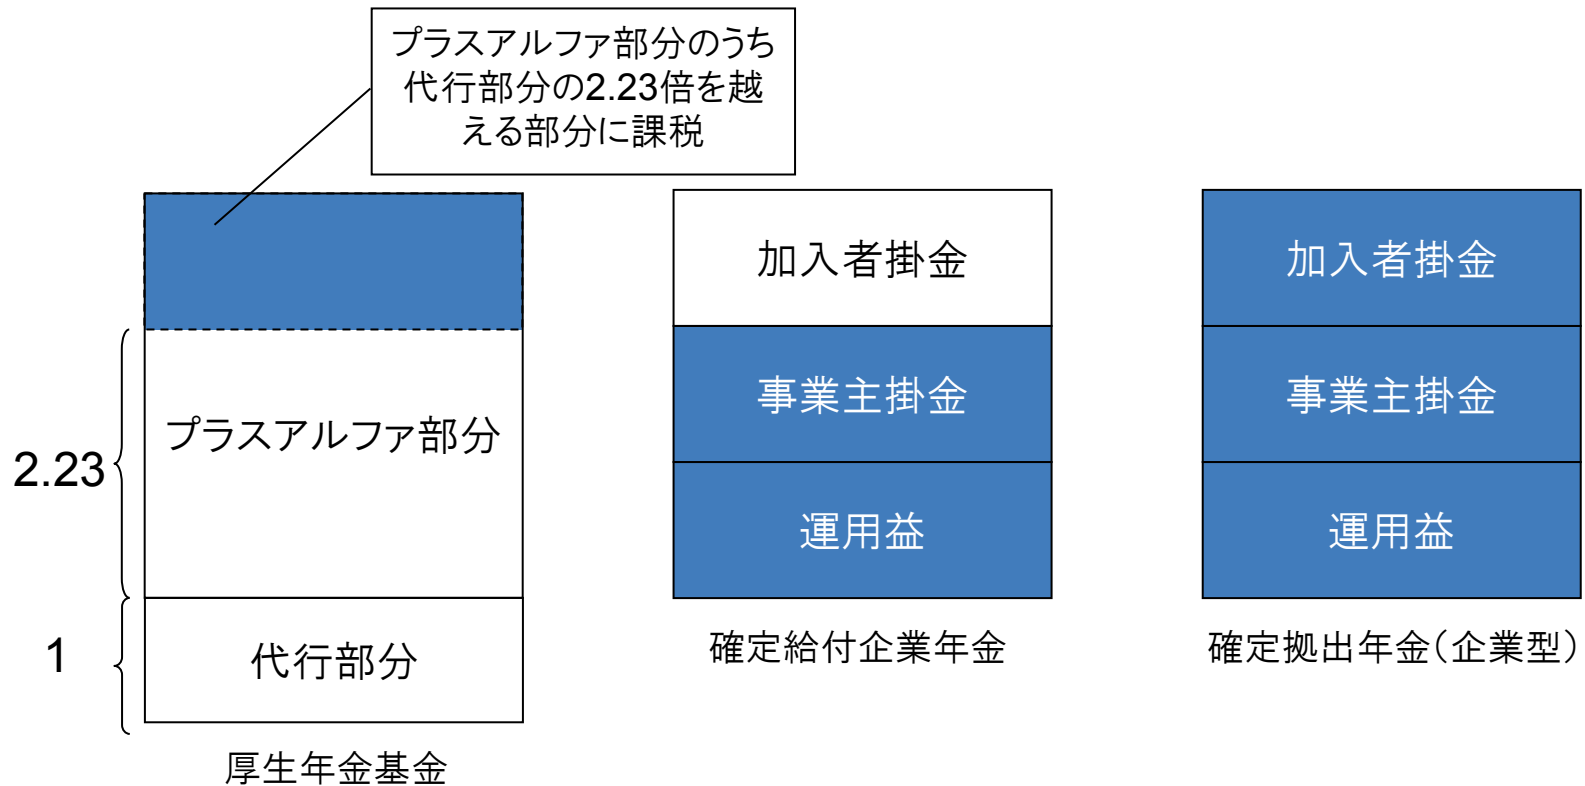 プラスアルファ部分のうち
代行部分の2.23倍を越
える部分に課税
プラスアルファ部分
2.23
代行部分
1
厚生年金基金
加入者掛金
事業主掛金
運用益
確定給付企業年金
加入者掛金
事業主掛金
運用益
確定拠出年金（企業型）